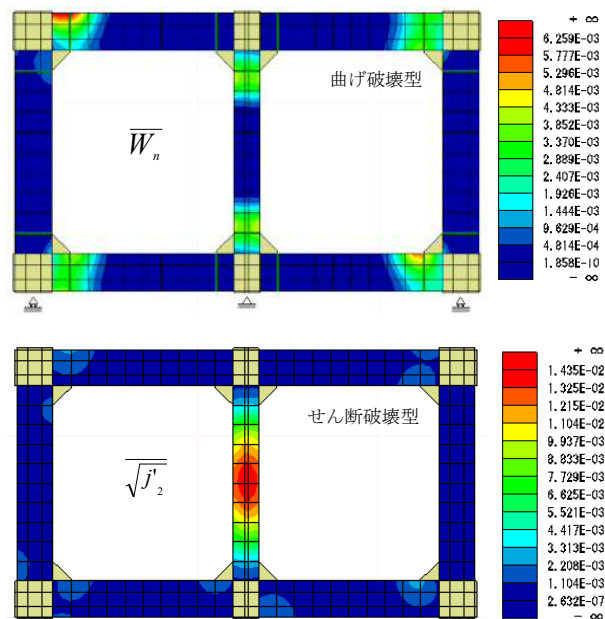 + ∞
6.259E-03
5.777E-03
5.296E-03
4.814E-03
4.333E-03
3.852E-03
3.370E-03
2.889E-03
2.407E-03
1.926E-03
1.444E-03
9.629E-04
4.814E-04
1.858E-10
- ∞
曲げ破壊型
\overline{W_n}
+ ∞
1.435E-02
1.325E-02
1.215E-02
1.104E-02
9.937E-03
8.833E-03
7.729E-03
6.625E-03
5.521E-03
4.417E-03
3.313E-03
2.208E-03
1.104E-03
2.632E-07
- ∞
せん断破壊型
\overline{\sqrt{j'_2}}